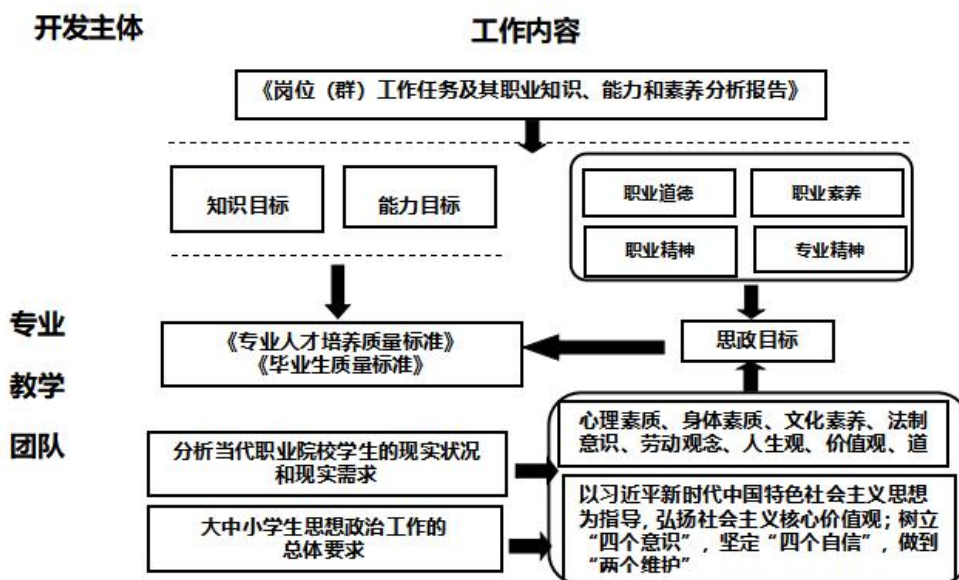 开发主体
工作内容
《岗位（群）工作任务及其职业知识、能力和素养分析报告》
知识目标
能力目标
职业道德
职业素养
职业精神
专业精神
专业
教学
团队
《专业人才培养质量标准》
《毕业生质量标准》
思政目标
分析当代职业院校学生的现实状况
和现实需求
心理素质、身体素质、文化素养、法制
意识、劳动观念、人生观、价值观、道
大中小学生思想政治工作的
总体要求
以习近平新时代中国特色社会主义思想
为指导，弘扬社会主义核心价值观；树立
“四个意识”，坚定“四个自信”，做到
“两个维护”